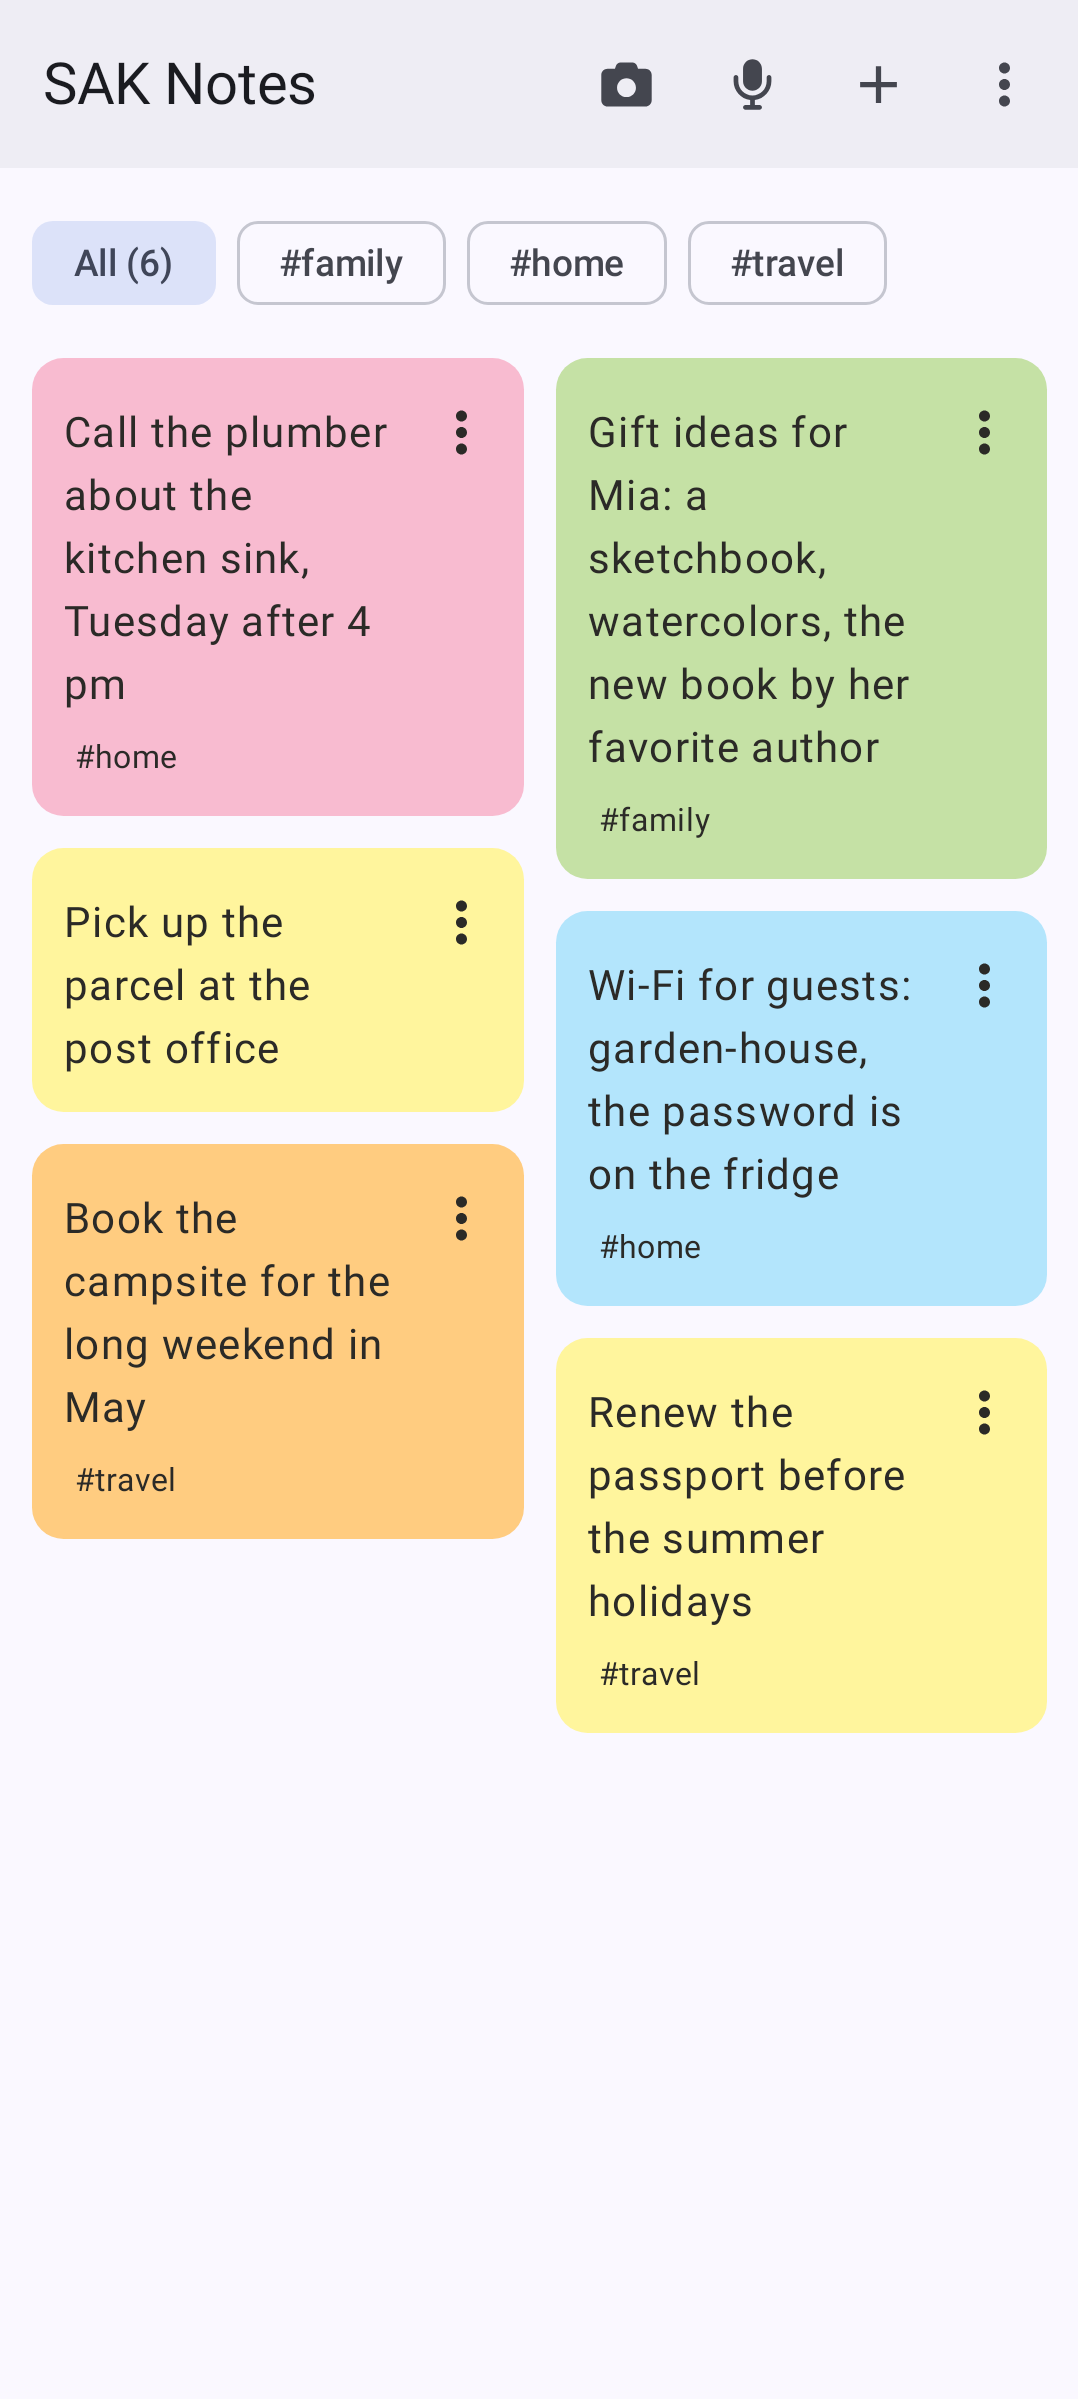 SAK Notes
All (6)
#family
#home
#travel
Call the plumber
about the
kitchen sink,
Tuesday after 4
pm
#home
Gift ideas for
Mia: a
sketchbook,
watercolors, the
new book by her
favorite author
#family
Pick up the
parcel at the
post office
Wi-Fi for guests:
garden-house,
the password is
on the fridge
#home
Book the
campsite for the
long weekend in
May
#travel
Renew the
passport before
the summer
holidays
#travel